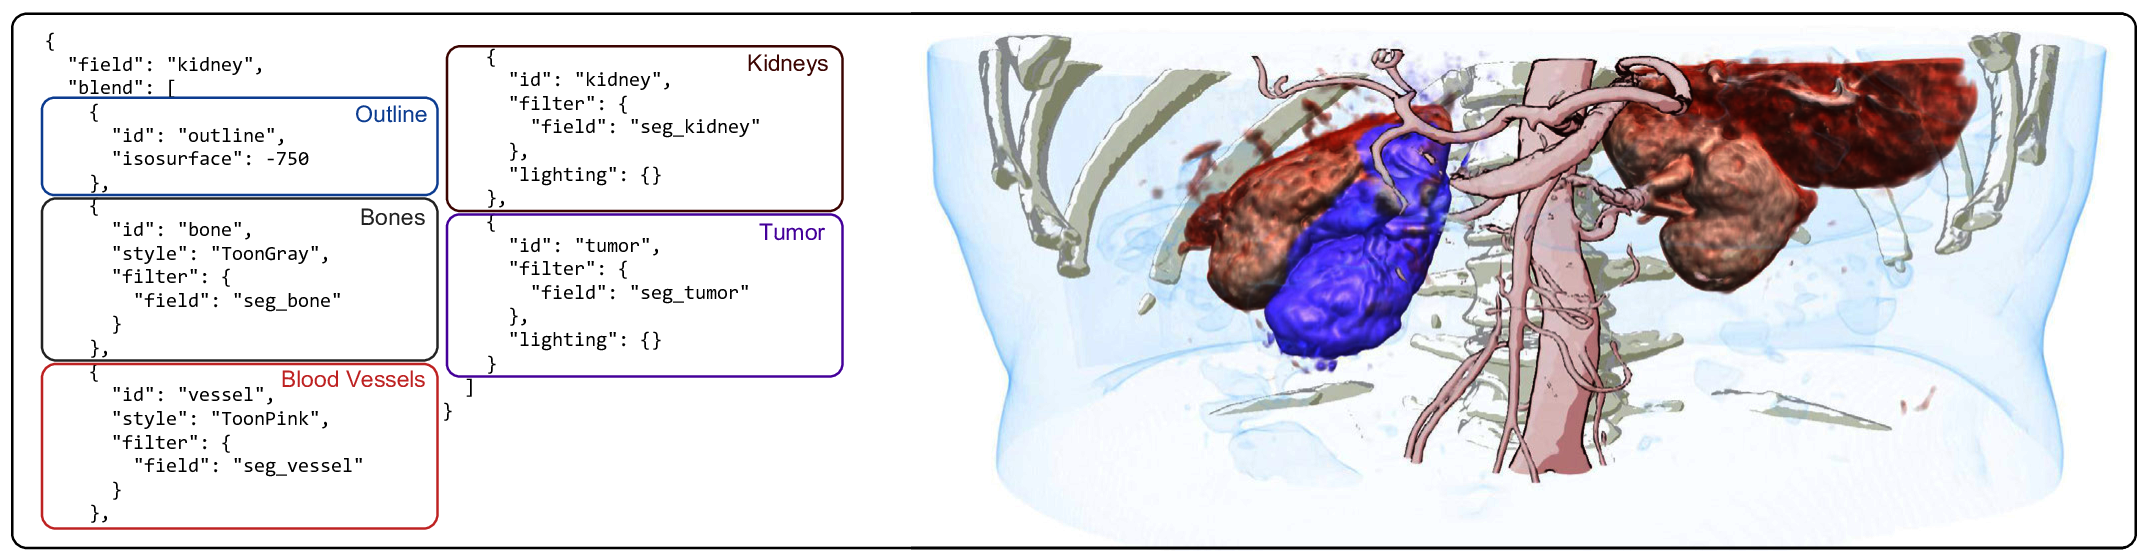 {
  "field": "kidney",
  "blend": [
Outline
    {
      "id": "outline",
      "isosurface": -750
    },
Bones
    {
      "id": "bone",
      "style": "ToonGray",
      "filter": {
        "field": "seg_bone"
      }
    },
Blood Vessels
    {
      "id": "vessel",
      "style": "ToonPink",
      "filter": {
        "field": "seg_vessel"
      }
    },
Kidneys
    {
      "id": "kidney",
      "filter": {
        "field": "seg_kidney"
      },
      "lighting": {}
    },
Tumor
    {
      "id": "tumor",
      "filter": {
        "field": "seg_tumor"
      },
      "lighting": {}
    }
  ]
}